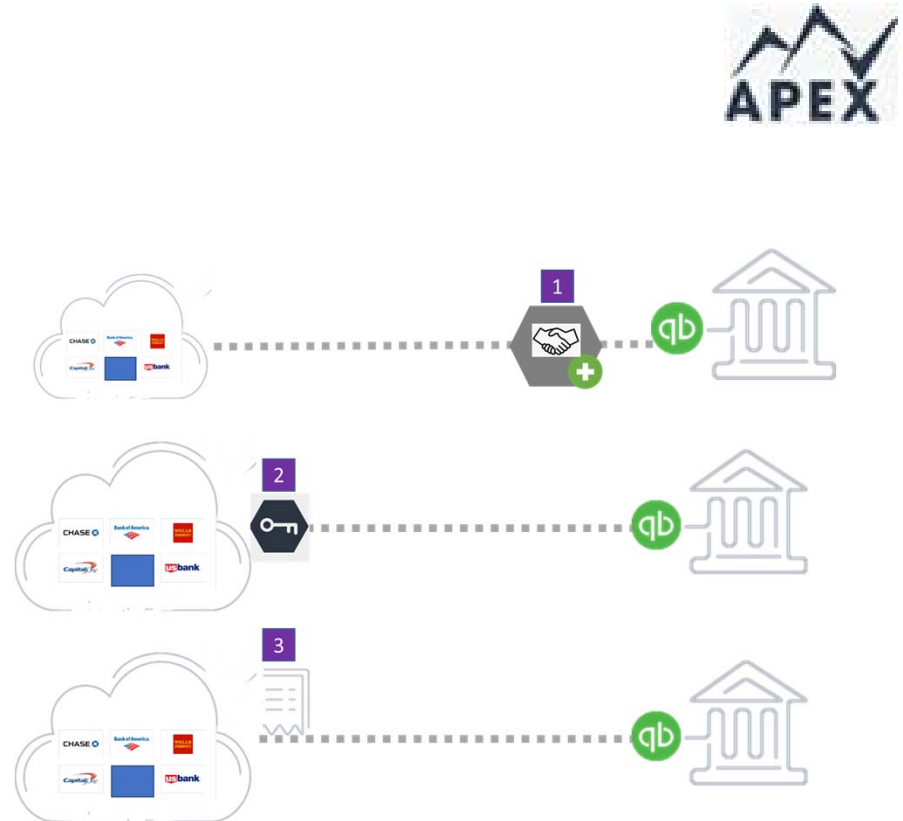 APEX
1
qb
CHASE
Bank of America
WELLS FARGO
Capital One
usbank
2
qb
CHASE
Bank of America
WELLS
FARGO
Capital One
usbank
3
qb
CHASE
Bank of America
WELLS
FARGO
Capital One
usbank